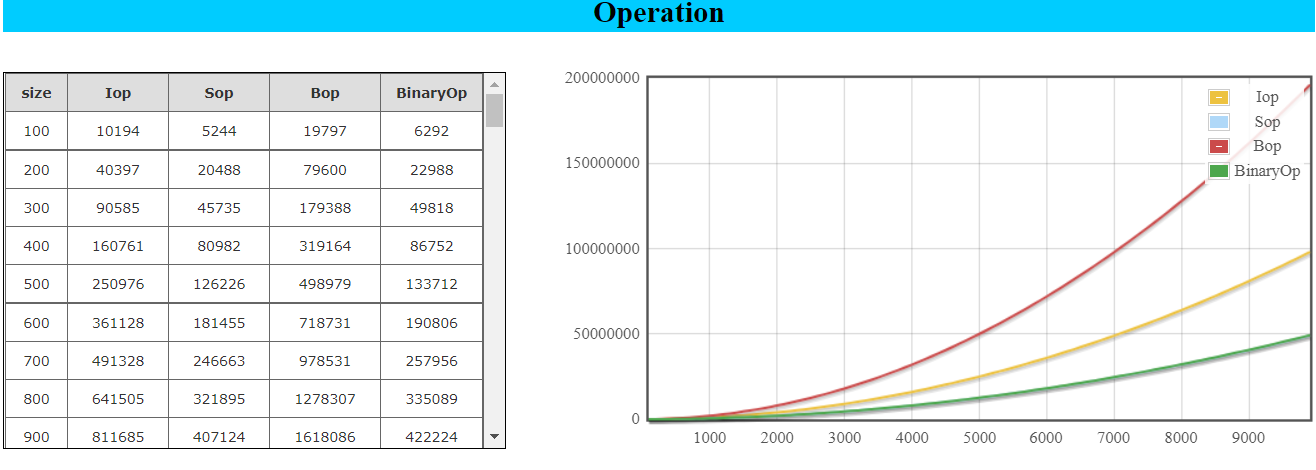 Operation
size Iop Sop Bop BinaryOp
100 10194 5244 19797 6292
200 40397 20488 79600 22988
300 90585 45735 179388 49818
400 160761 80982 319164 86752
500 250976 126226 498979 133712
600 361128 181455 718731 190806
700 491328 246663 978531 257956
800 641505 321895 1278307 335089
900 811685 407124 1618086 422224
200000000
150000000
100000000
50000000
0
Iop
Sop
Bop
BinaryOp
1000 2000 3000 4000 5000 6000 7000 8000 9000